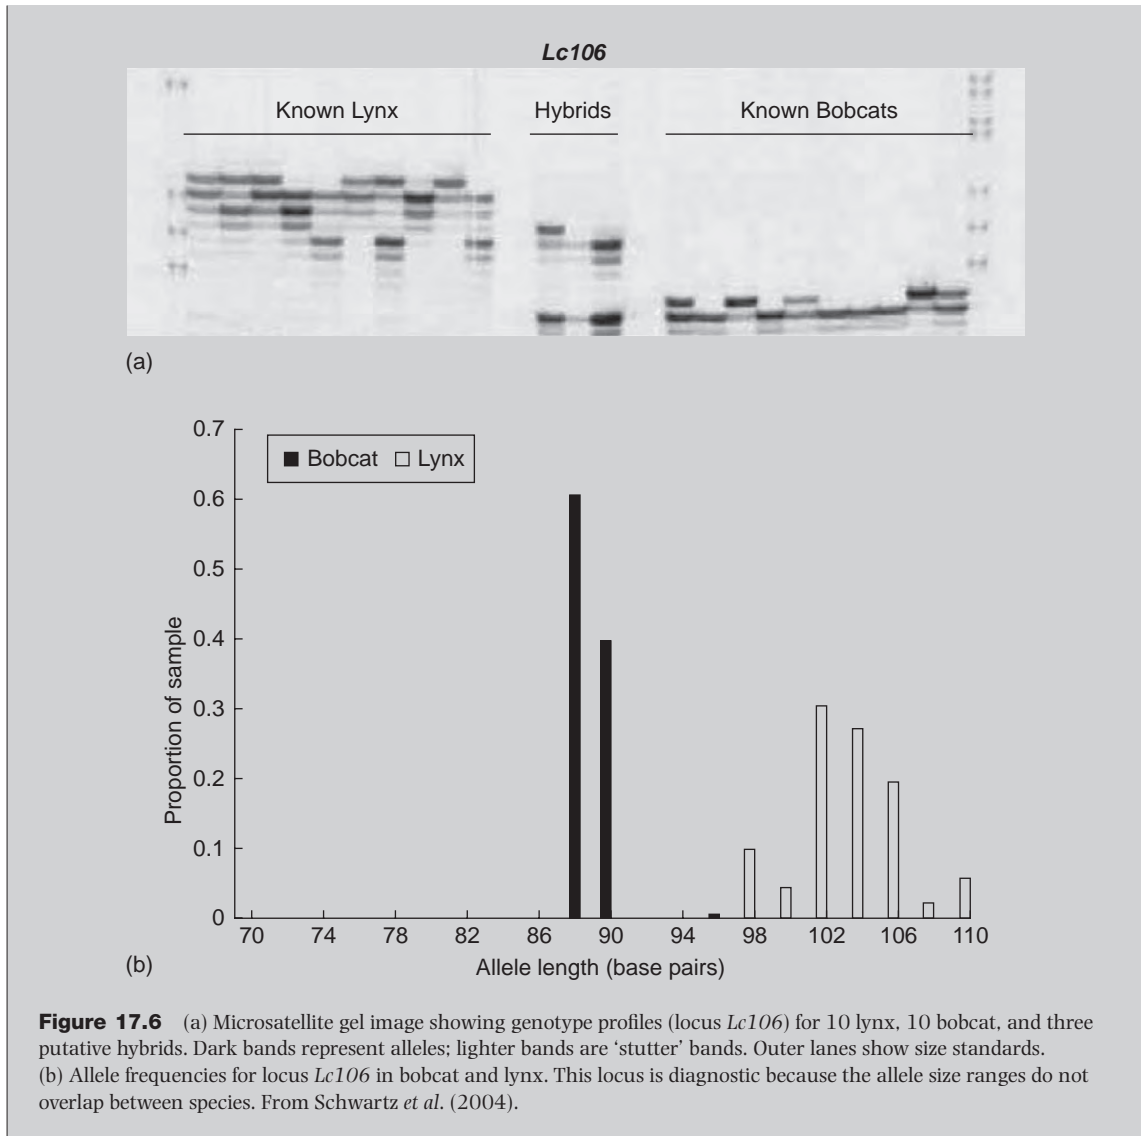 Lc106
Known Lynx Hybrids Known Bobcats
(a)
0.7
Bobcat Lynx
0.6
0.5
0.4
0.3
0.2
0.1
0
Proportion of sample
70 74 78 82 86 90 94 98 102 106 110
(b)
Allele length (base pairs)
Figure 17.6 (a) Microsatellite gel image showing genotype profiles (locus Lc106) for 10 lynx, 10 bobcat, and three
putative hybrids. Dark bands represent alleles; lighter bands are ‘stutter’ bands. Outer lanes show size standards.
(b) Allele frequencies for locus Lc106 in bobcat and lynx. This locus is diagnostic because the allele size ranges do not
overlap between species. From Schwartz et al. (2004).